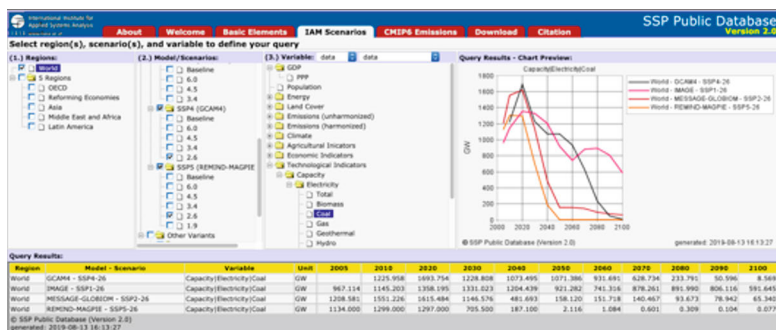 International Institute for
Applied Systems Analysis
SSP Public Database
Version 2.0
About Welcome Basic Elements IAM Scenarios CMIP6 Emissions Download Citation
Select region(s), scenario(s), and variable to define your query
(1.) Regions:
World
5 Regions
OECD
Reforming Economies
Asia
Middle East and Africa
Latin America
(2.) Model/Scenarios:
Baseline
6.0
4.5
3.4
SSP4 (GCAM4)
Baseline
6.0
4.5
3.4
2.6
SSP5 (REMIND-MAGPIE
Baseline
6.0
4.5
3.4
2.6
1.9
Other Variants
(3.) Variable: data data
GDP
PPP
Population
Energy
Land Cover
Emissions (unharmonized)
Emissions (harmonized)
Climate
Agricultural Inicators
Economic Indicators
Technological Indicators
Capacity
Electricity
Total
Biomass
Coal
Gas
Geothermal
Hydro
Query Results - Chart Preview:
Capacity|Electricity|Coal
1800
1600
1400
1200
1000
800
600
400
200
0
GW
2000 2020 2040 2060 2080 2100
World - GCAM4 - SSP4-26
World - IMAGE - SSP1-26
World - MESSAGE-GLOBIOM - SSP2-26
World - REMIND-MAGPIE - SSP5-26
© SSP Public Database (Version 2.0) generated: 2019-08-13 16:13:27
Query Results:
Region Model - Scenario Variable Unit 2005 2010 2020 2030 2040 2050 2060 2070 2080 2090 2100
World GCAM4 - SSP4-26 Capacity|Electricity|Coal GW 1225.958 1693.754 1228.808 1073.495 1071.386 931.691 628.734 233.791 50.596 8.569
World IMAGE - SSP1-26 Capacity|Electricity|Coal GW 967.114 1145.203 1358.195 1331.023 1204.439 921.282 741.316 878.261 891.990 806.116 591.645
World MESSAGE-GLOBIOM - SSP2-26 Capacity|Electricity|Coal GW 1208.581 1551.226 1615.484 1146.576 481.693 158.120 151.718 140.467 93.673 78.942 65.340
World REMIND-MAGPIE - SSP5-26 Capacity|Electricity|Coal GW 1134.000 1299.000 1297.000 705.500 187.100 2.116 1.084 0.601 0.309 0.104 0.077
© SSP Public Database (Version 2.0)
generated: 2019-08-13 16:13:27